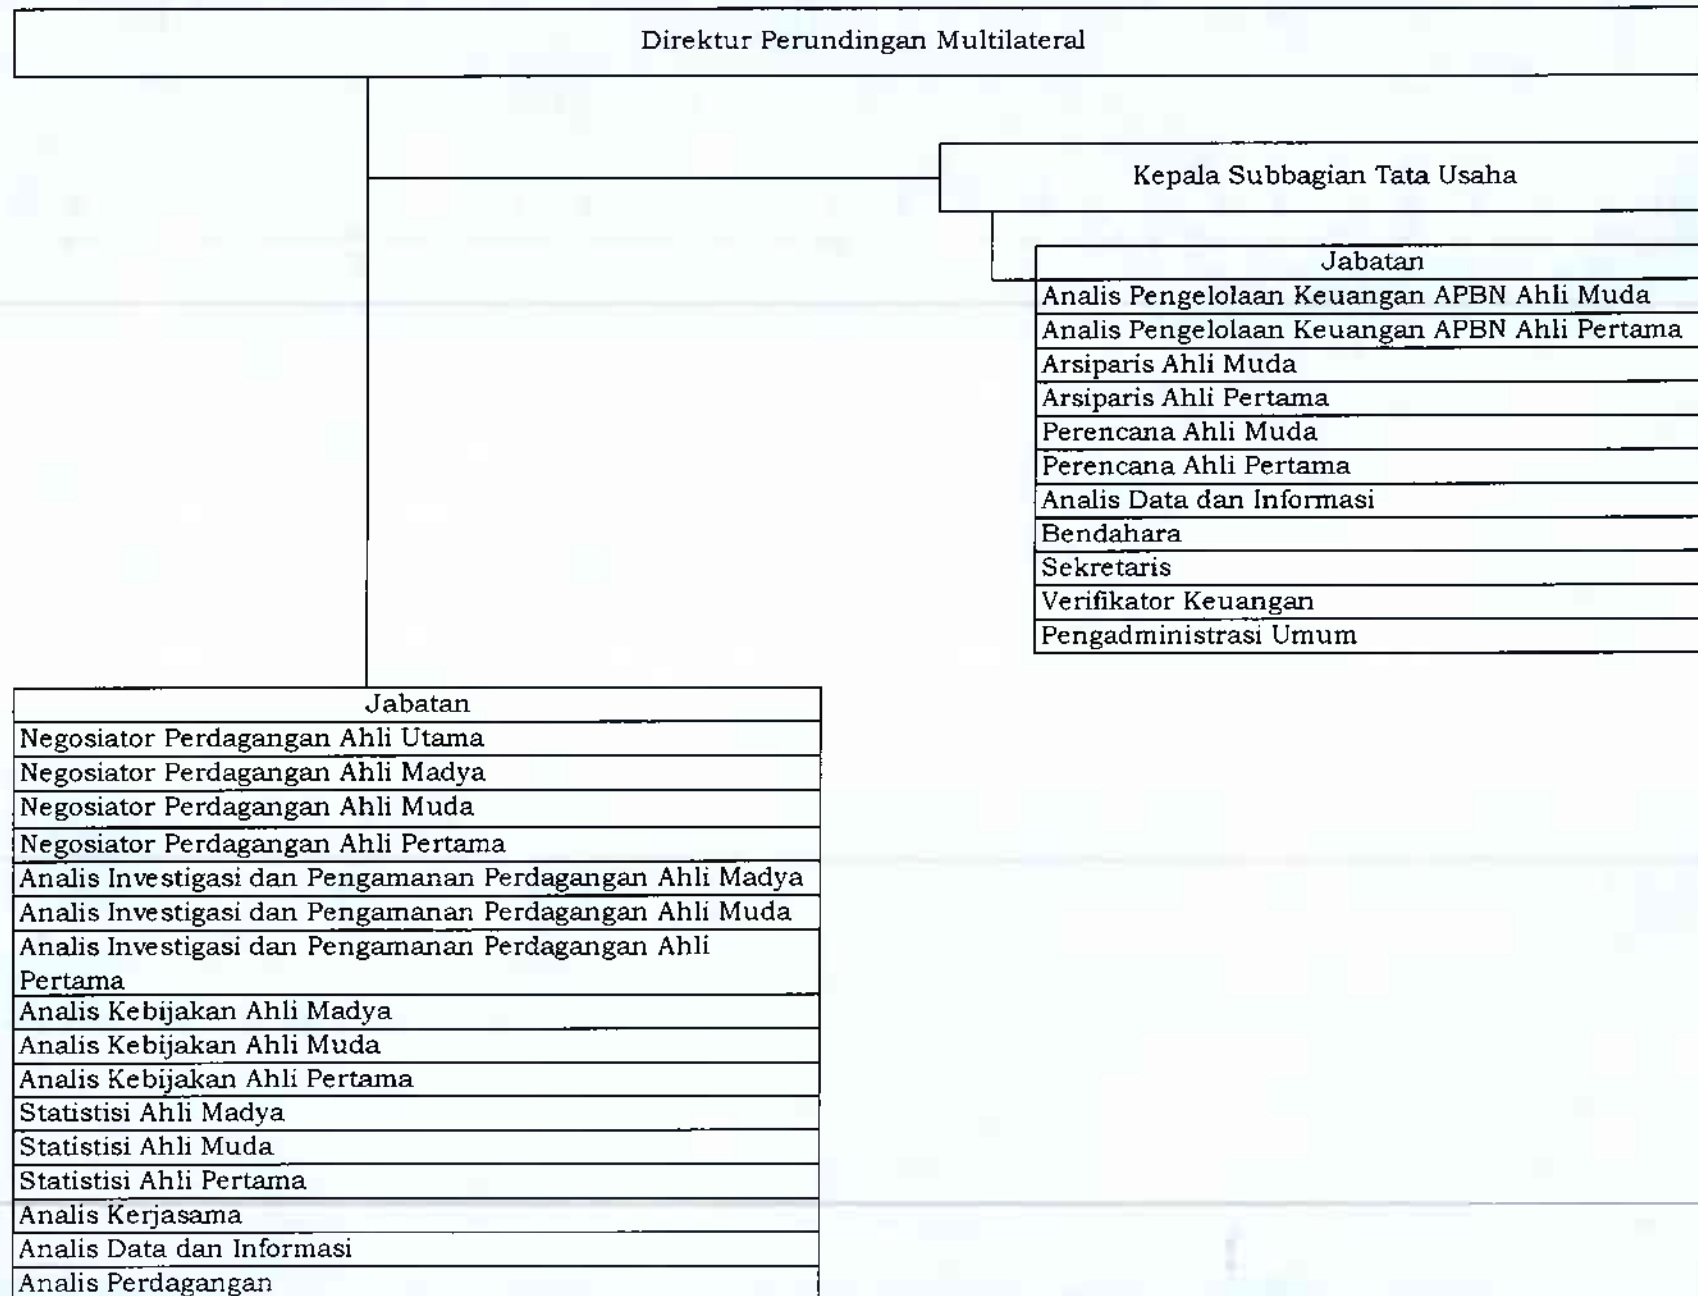 Direktur Perundingan Multilateral
Kepala Subbagian Tata Usaha
Jabatan
Analis Pengelolaan Keuangan APBN Ahli Muda
Analis Pengelolaan Keuangan APBN Ahli Pertama
Arsiparis Ahli Muda
Arsiparis Ahli Pertama
Perencana Ahli Muda
Perencana Ahli Pertama
Analis Data dan Informasi
Bendahara
Sekretaris
Verifikator Keuangan
Pengadministrasi Umum
Jabatan
Negosiator Perdagangan Ahli Utama
Negosiator Perdagangan Ahli Madya
Negosiator Perdagangan Ahli Muda
Negosiator Perdagangan Ahli Pertama
Analis Investigasi dan Pengamanan Perdagangan Ahli Madya
Analis Investigasi dan Pengamanan Perdagangan Ahli Muda
Analis Investigasi dan Pengamanan Perdagangan Ahli
Pertama
Analis Kebijakan Ahli Madya
Analis Kebijakan Ahli Muda
Analis Kebijakan Ahli Pertama
Statistisi Ahli Madya
Statistisi Ahli Muda
Statistisi Ahli Pertama
Analis Kerjasama
Analis Data dan Informasi
Analis Perdagangan